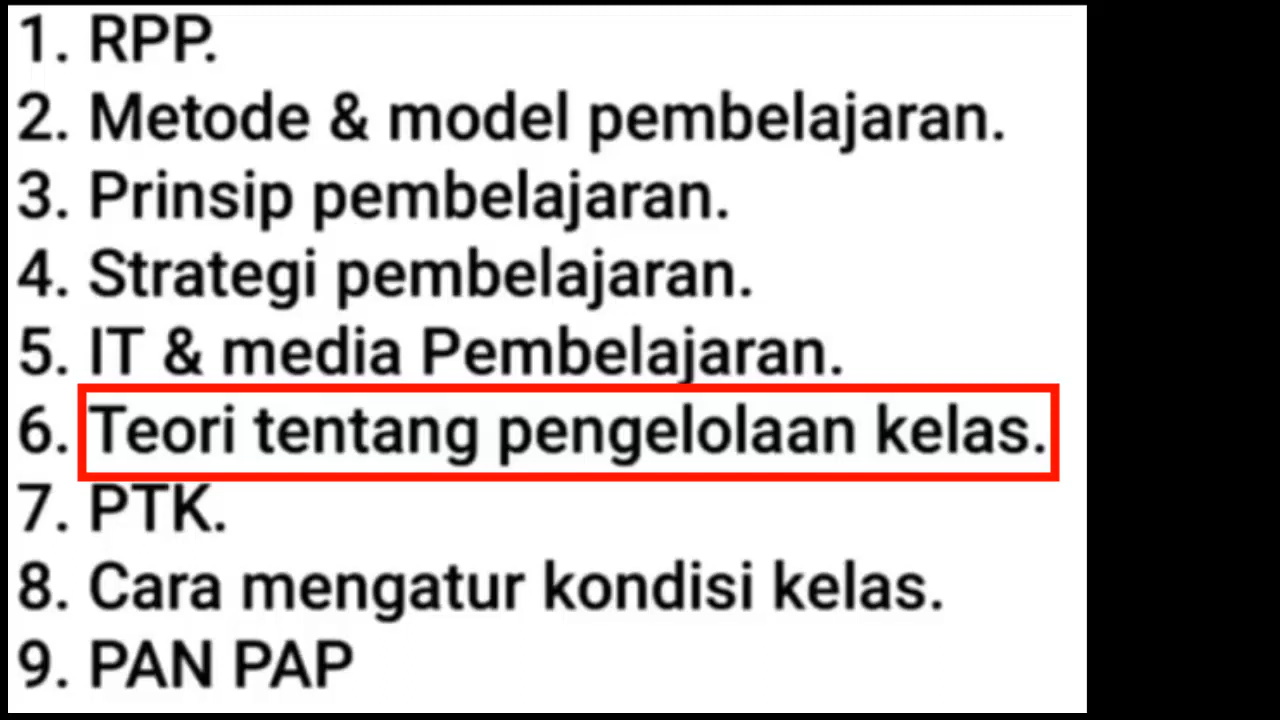 1. RPP.
2. Metode & model pembelajaran.
3. Prinsip pembelajaran.
4. Strategi pembelajaran.
5. IT & media Pembelajaran.
6. Teori tentang pengelolaan kelas.
7. PTK.
8. Cara mengatur kondisi kelas.
9. PAN PAP